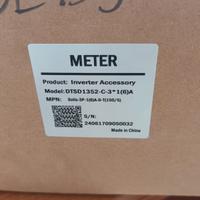 METER
Product: Inverter Accessory
Model:DTSD1352-C-3*1(6)A
MPN:
S/N:
24061709050032
Made in China